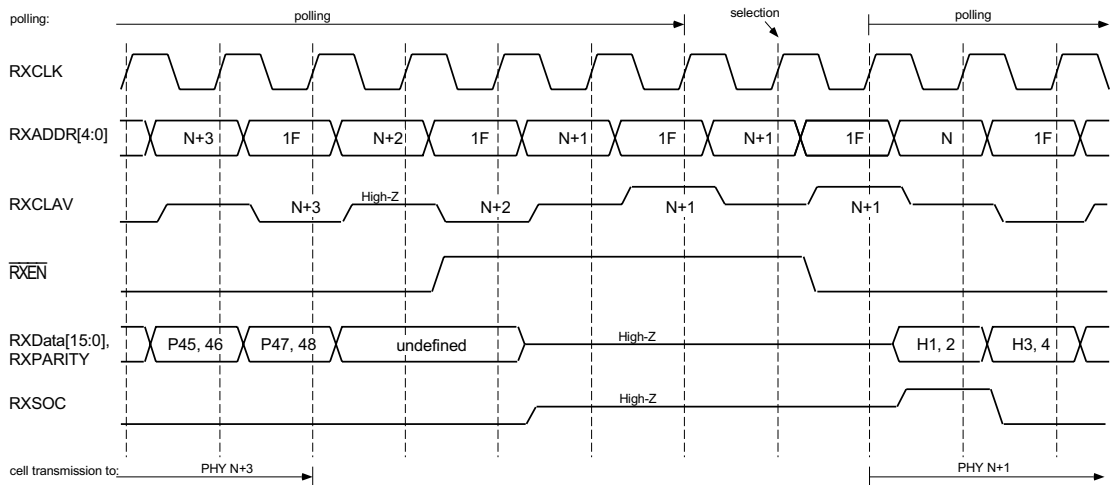 polling: polling selection polling
RXCLK
RXADDR[4:0] N+3 1F N+2 1F N+1 1F N+1 1F N 1F
RXCLAV N+3 High-Z N+2 N+1 N+1
RXEN
RXData[15:0], RXPARITY P45, 46 P47, 48 undefined High-Z H1, 2 H3, 4
RXSOC High-Z
cell transmission to: PHY N+3 PHY N+1